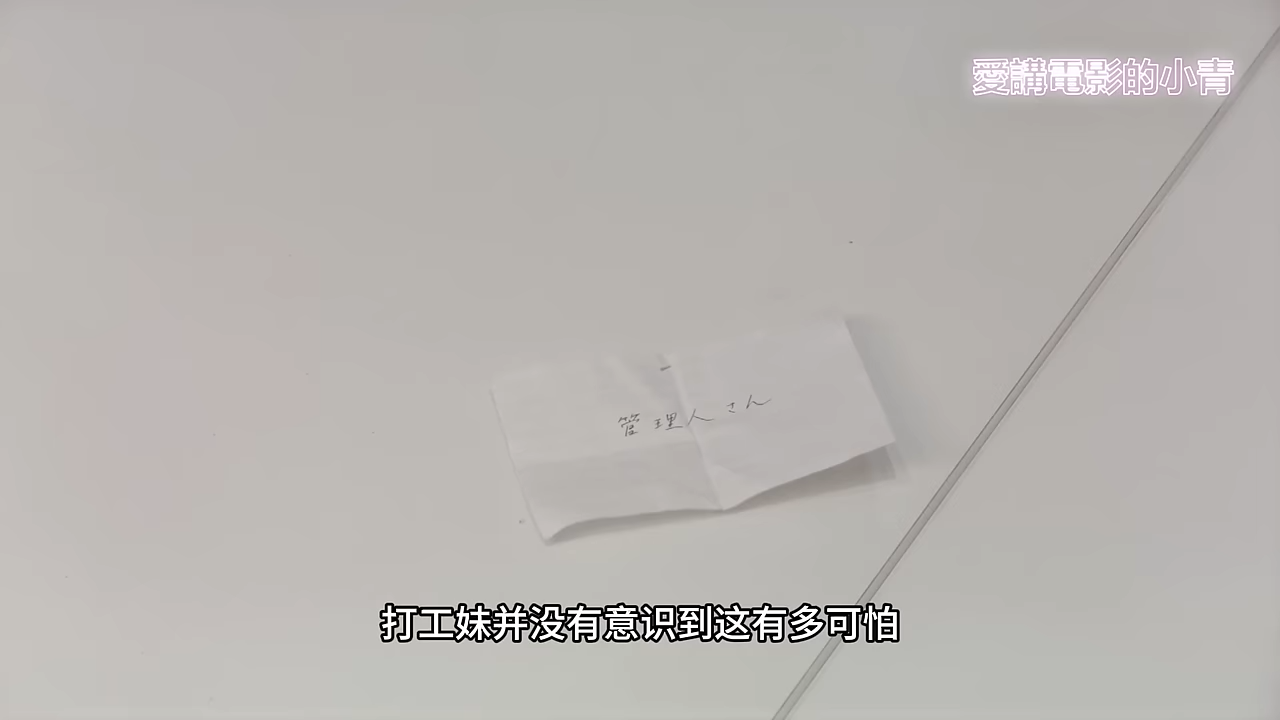 愛講電影的小青
管理人さん
打工妹并没有意识到这有多可怕